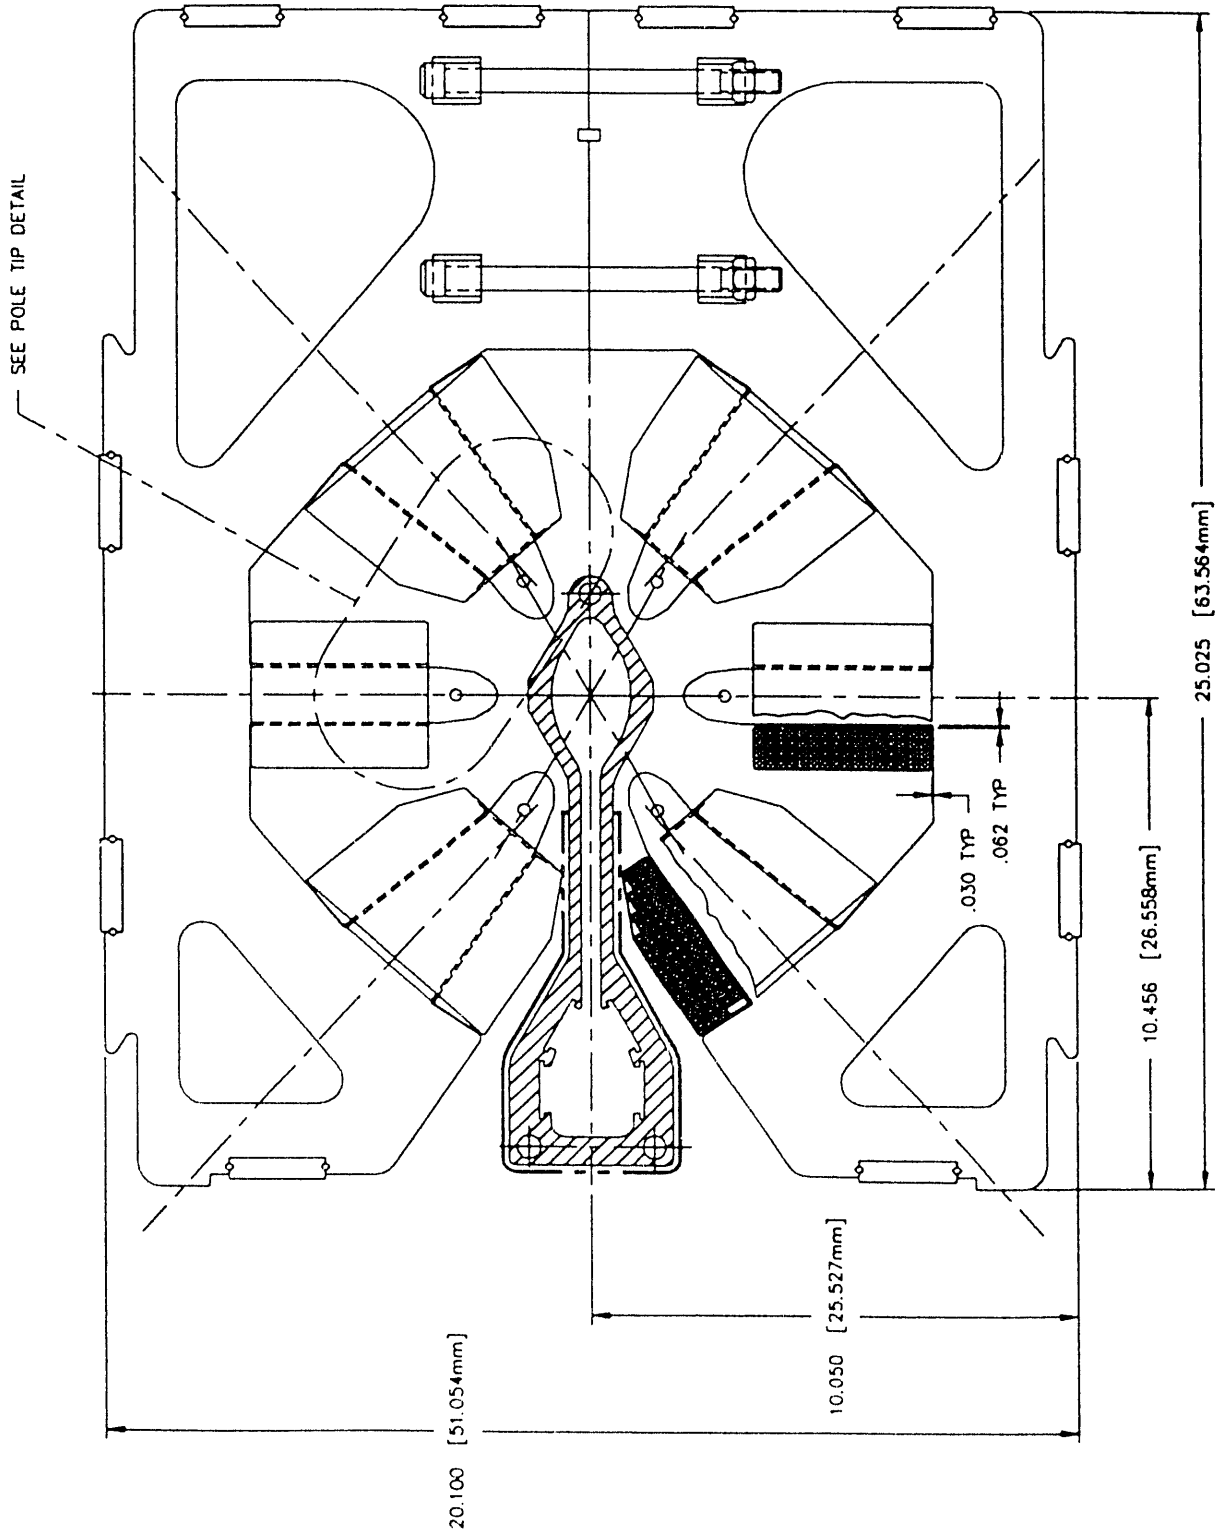 SEE POLE TIP DETAIL
.030 TYP
.062 TYP
10.456 [26.558mm]
25.025 [63.564mm]
10.050 [25.527mm]
20.100 [51.054mm]